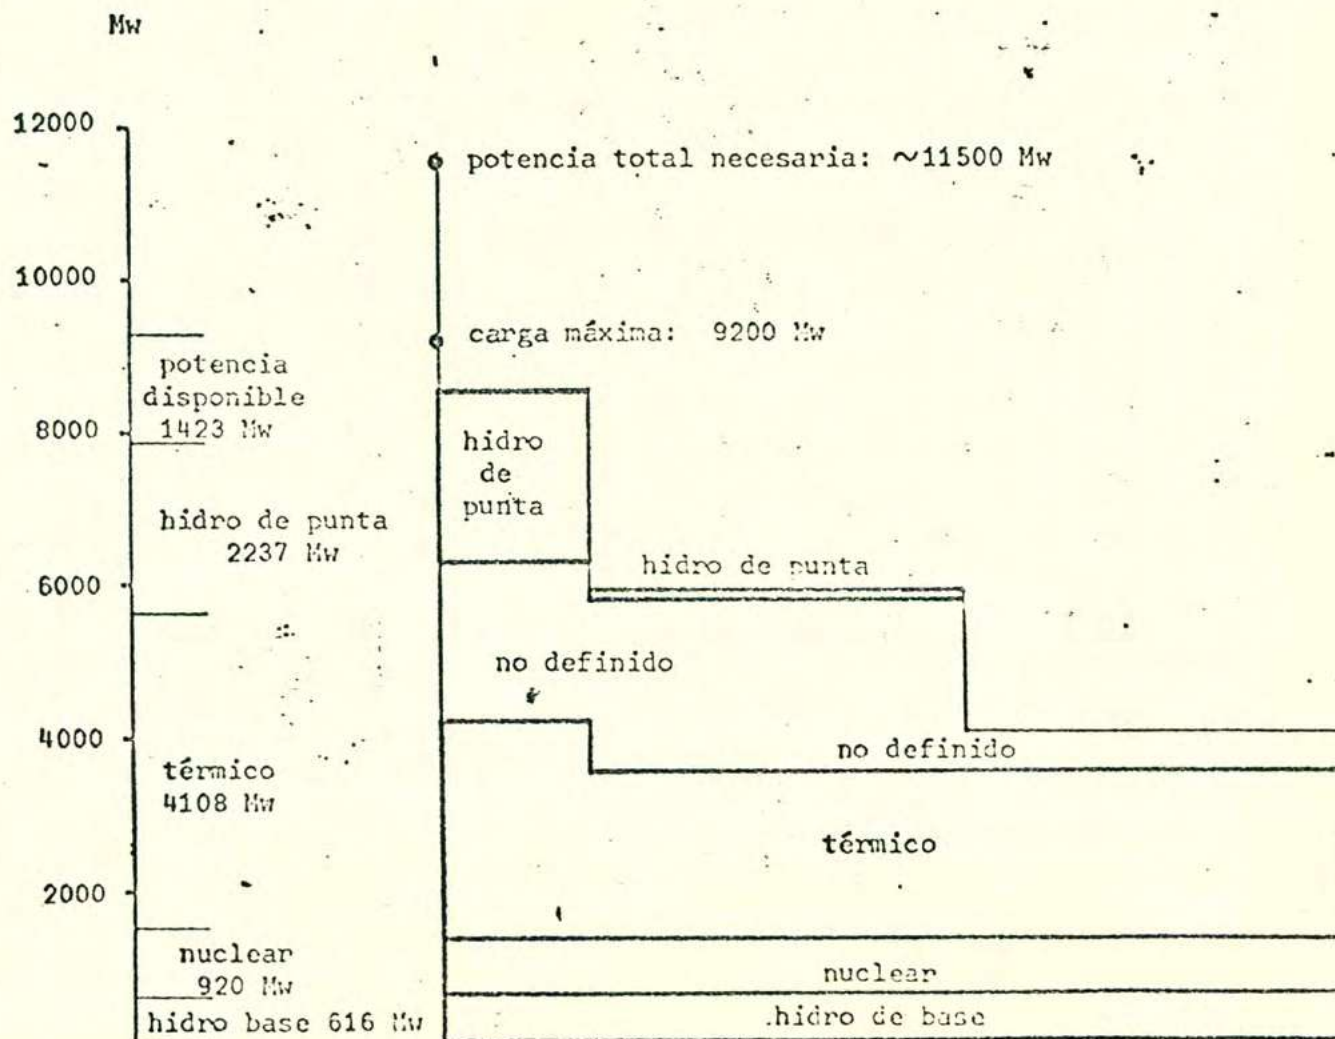 Mw
12000
potencia total necesaria: ~11500 Mw
10000
carga máxima: 9200 Mw
potencia
disponible
1423 Mw
8000
hidro
de
punta
hidro de punta
2237 Mw
hidro de punta
6000
no definido
4000
no definido
térmico
4108 Mw
térmico
2000
nuclear
920 Mw
nuclear
hidro base 616 Mw
hidro de base